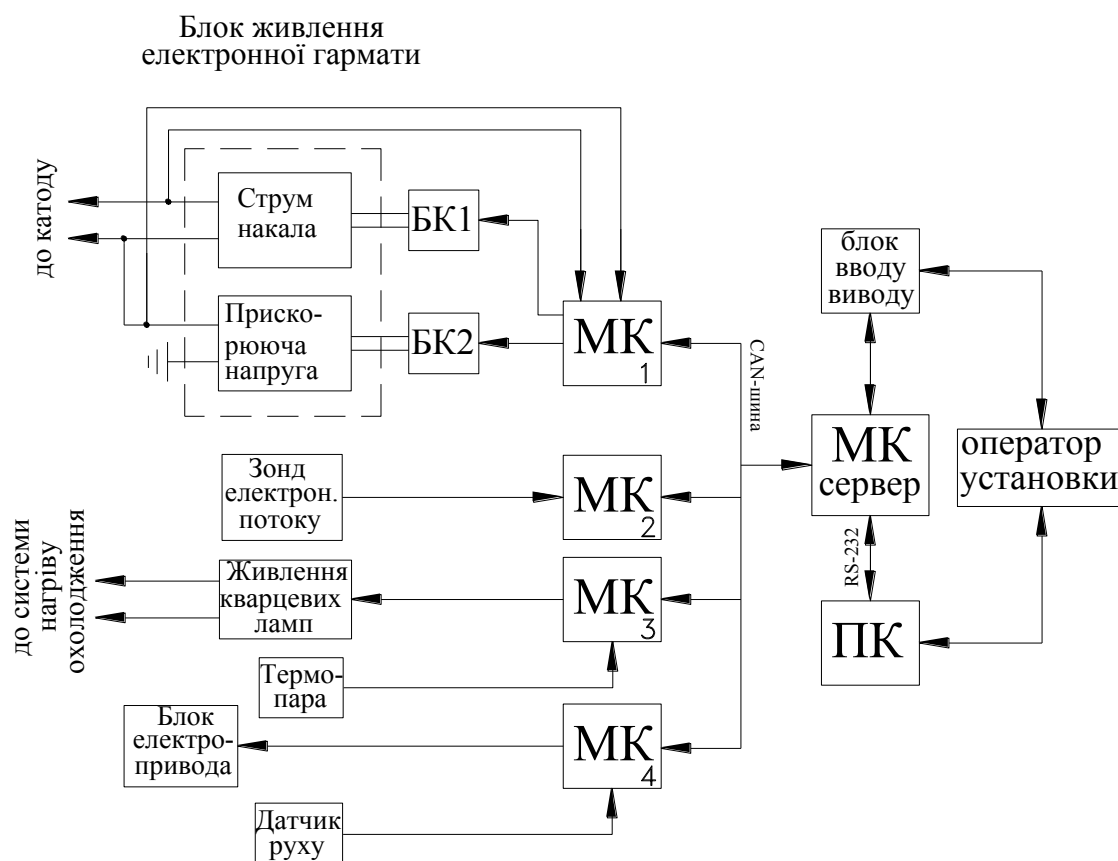 Блок живлення
електронної гармати
до катоду
Струм
накала
БК1
Приско-
рююча
напруга
БК2
МК
1
CAN-шина
блок
вводу
виводу
МК
сервер
оператор
установки
RS-232
ПК
Зонд
електрон.
потоку
МК
2
до системи
нагріву
охолодження
Живлення
кварцевих
ламп
МК
3
Термо-
пара
Блок
електро-
привода
МК
4
Датчик
руху